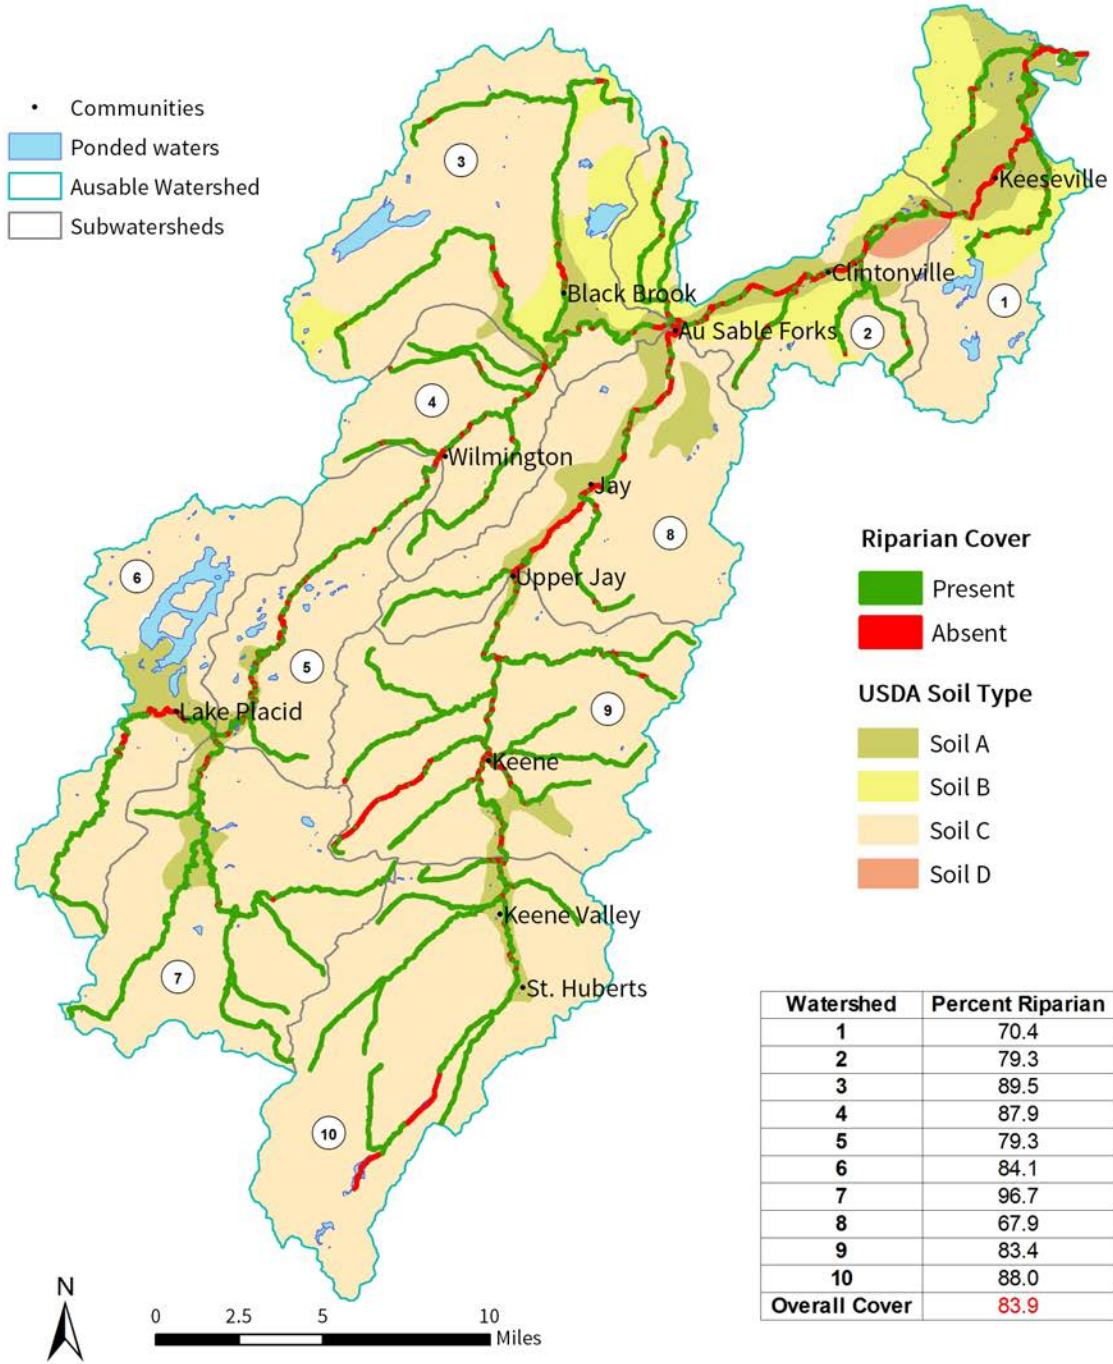 Communities
Ponded waters
Ausable Watershed
Subwatersheds
3
Keeseville
Clintonville
Black Brook
1
Au Sable Forks
2
4
Wilmington
Jay
8
6
Upper Jay
5
Lake Placid
9
Keene
Keene Valley
7
St. Huberts
10
Riparian Cover
Present
Absent
USDA Soil Type
Soil A
Soil B
Soil C
Soil D
Watershed Percent Riparian
1 70.4
2 79.3
3 89.5
4 87.9
5 79.3
6 84.1
7 96.7
8 67.9
9 83.4
10 88.0
Overall Cover 83.9
N
0 2.5 5 10
Miles